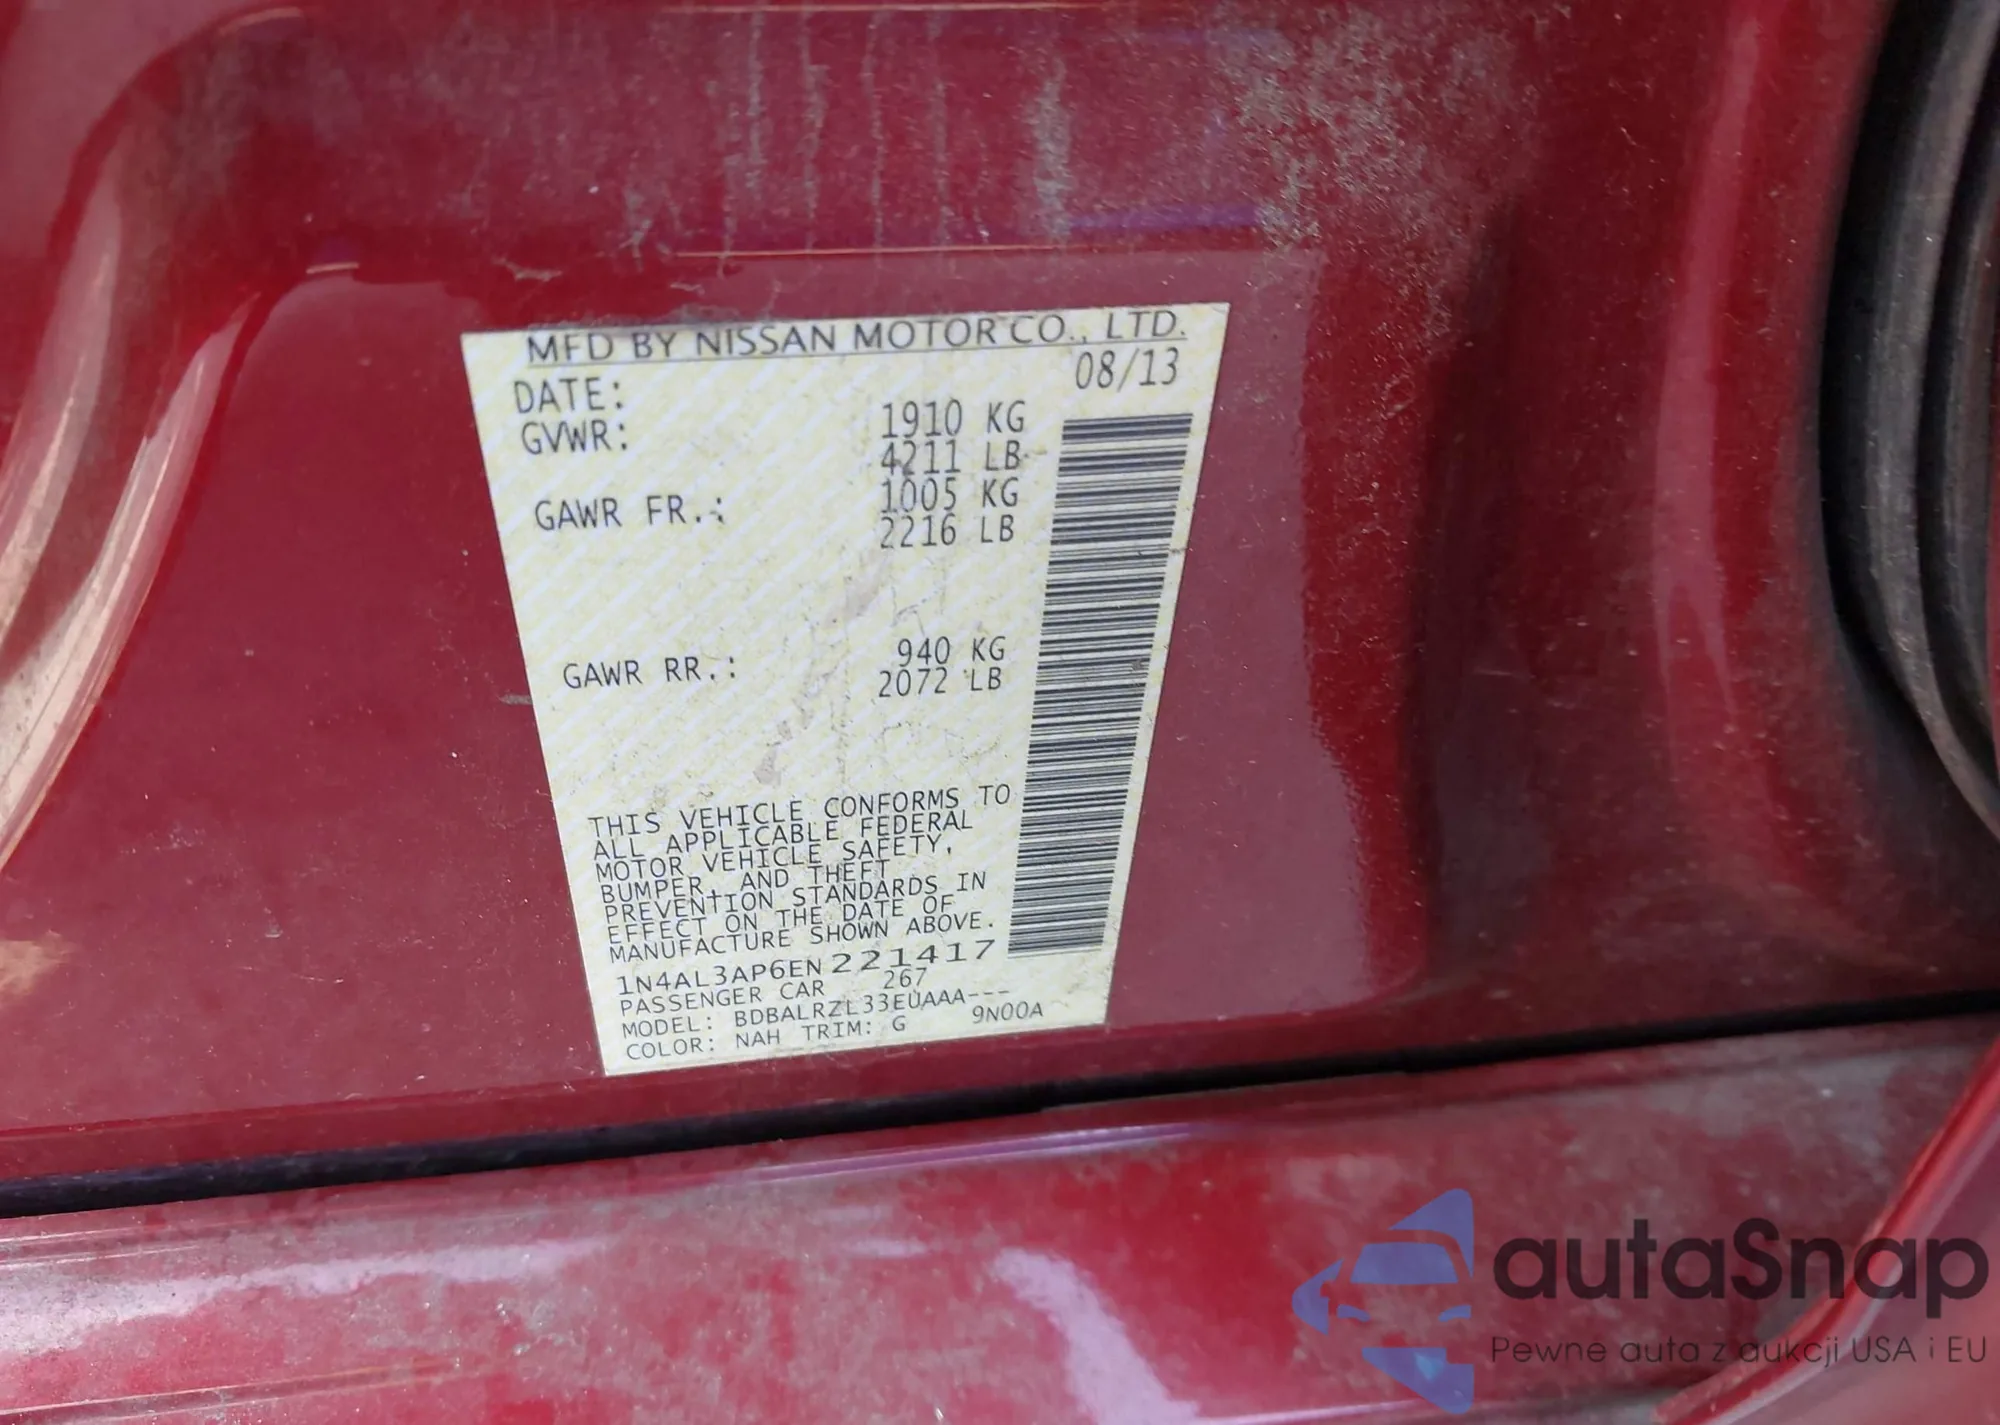 MFD BY NISSAN MOTOR CO., LTD.
DATE: 08/13
GVWR: 1910 KG
4211 LB
GAWR FR.: 1005 KG
2216 LB
GAWR RR.: 940 KG
2072 LB
THIS VEHICLE CONFORMS TO
ALL APPLICABLE FEDERAL
MOTOR VEHICLE SAFETY,
BUMPER, AND THEFT
PREVENTION STANDARDS IN
EFFECT ON THE DATE OF
MANUFACTURE SHOWN ABOVE.
1N4AL3AP6EN221417
PASSENGER CAR 267
MODEL: BDBALRZL33EUAAA---
COLOR: NAH TRIM: G 9N00A
autaSnap
Pewne auta z aukcji USA i EU